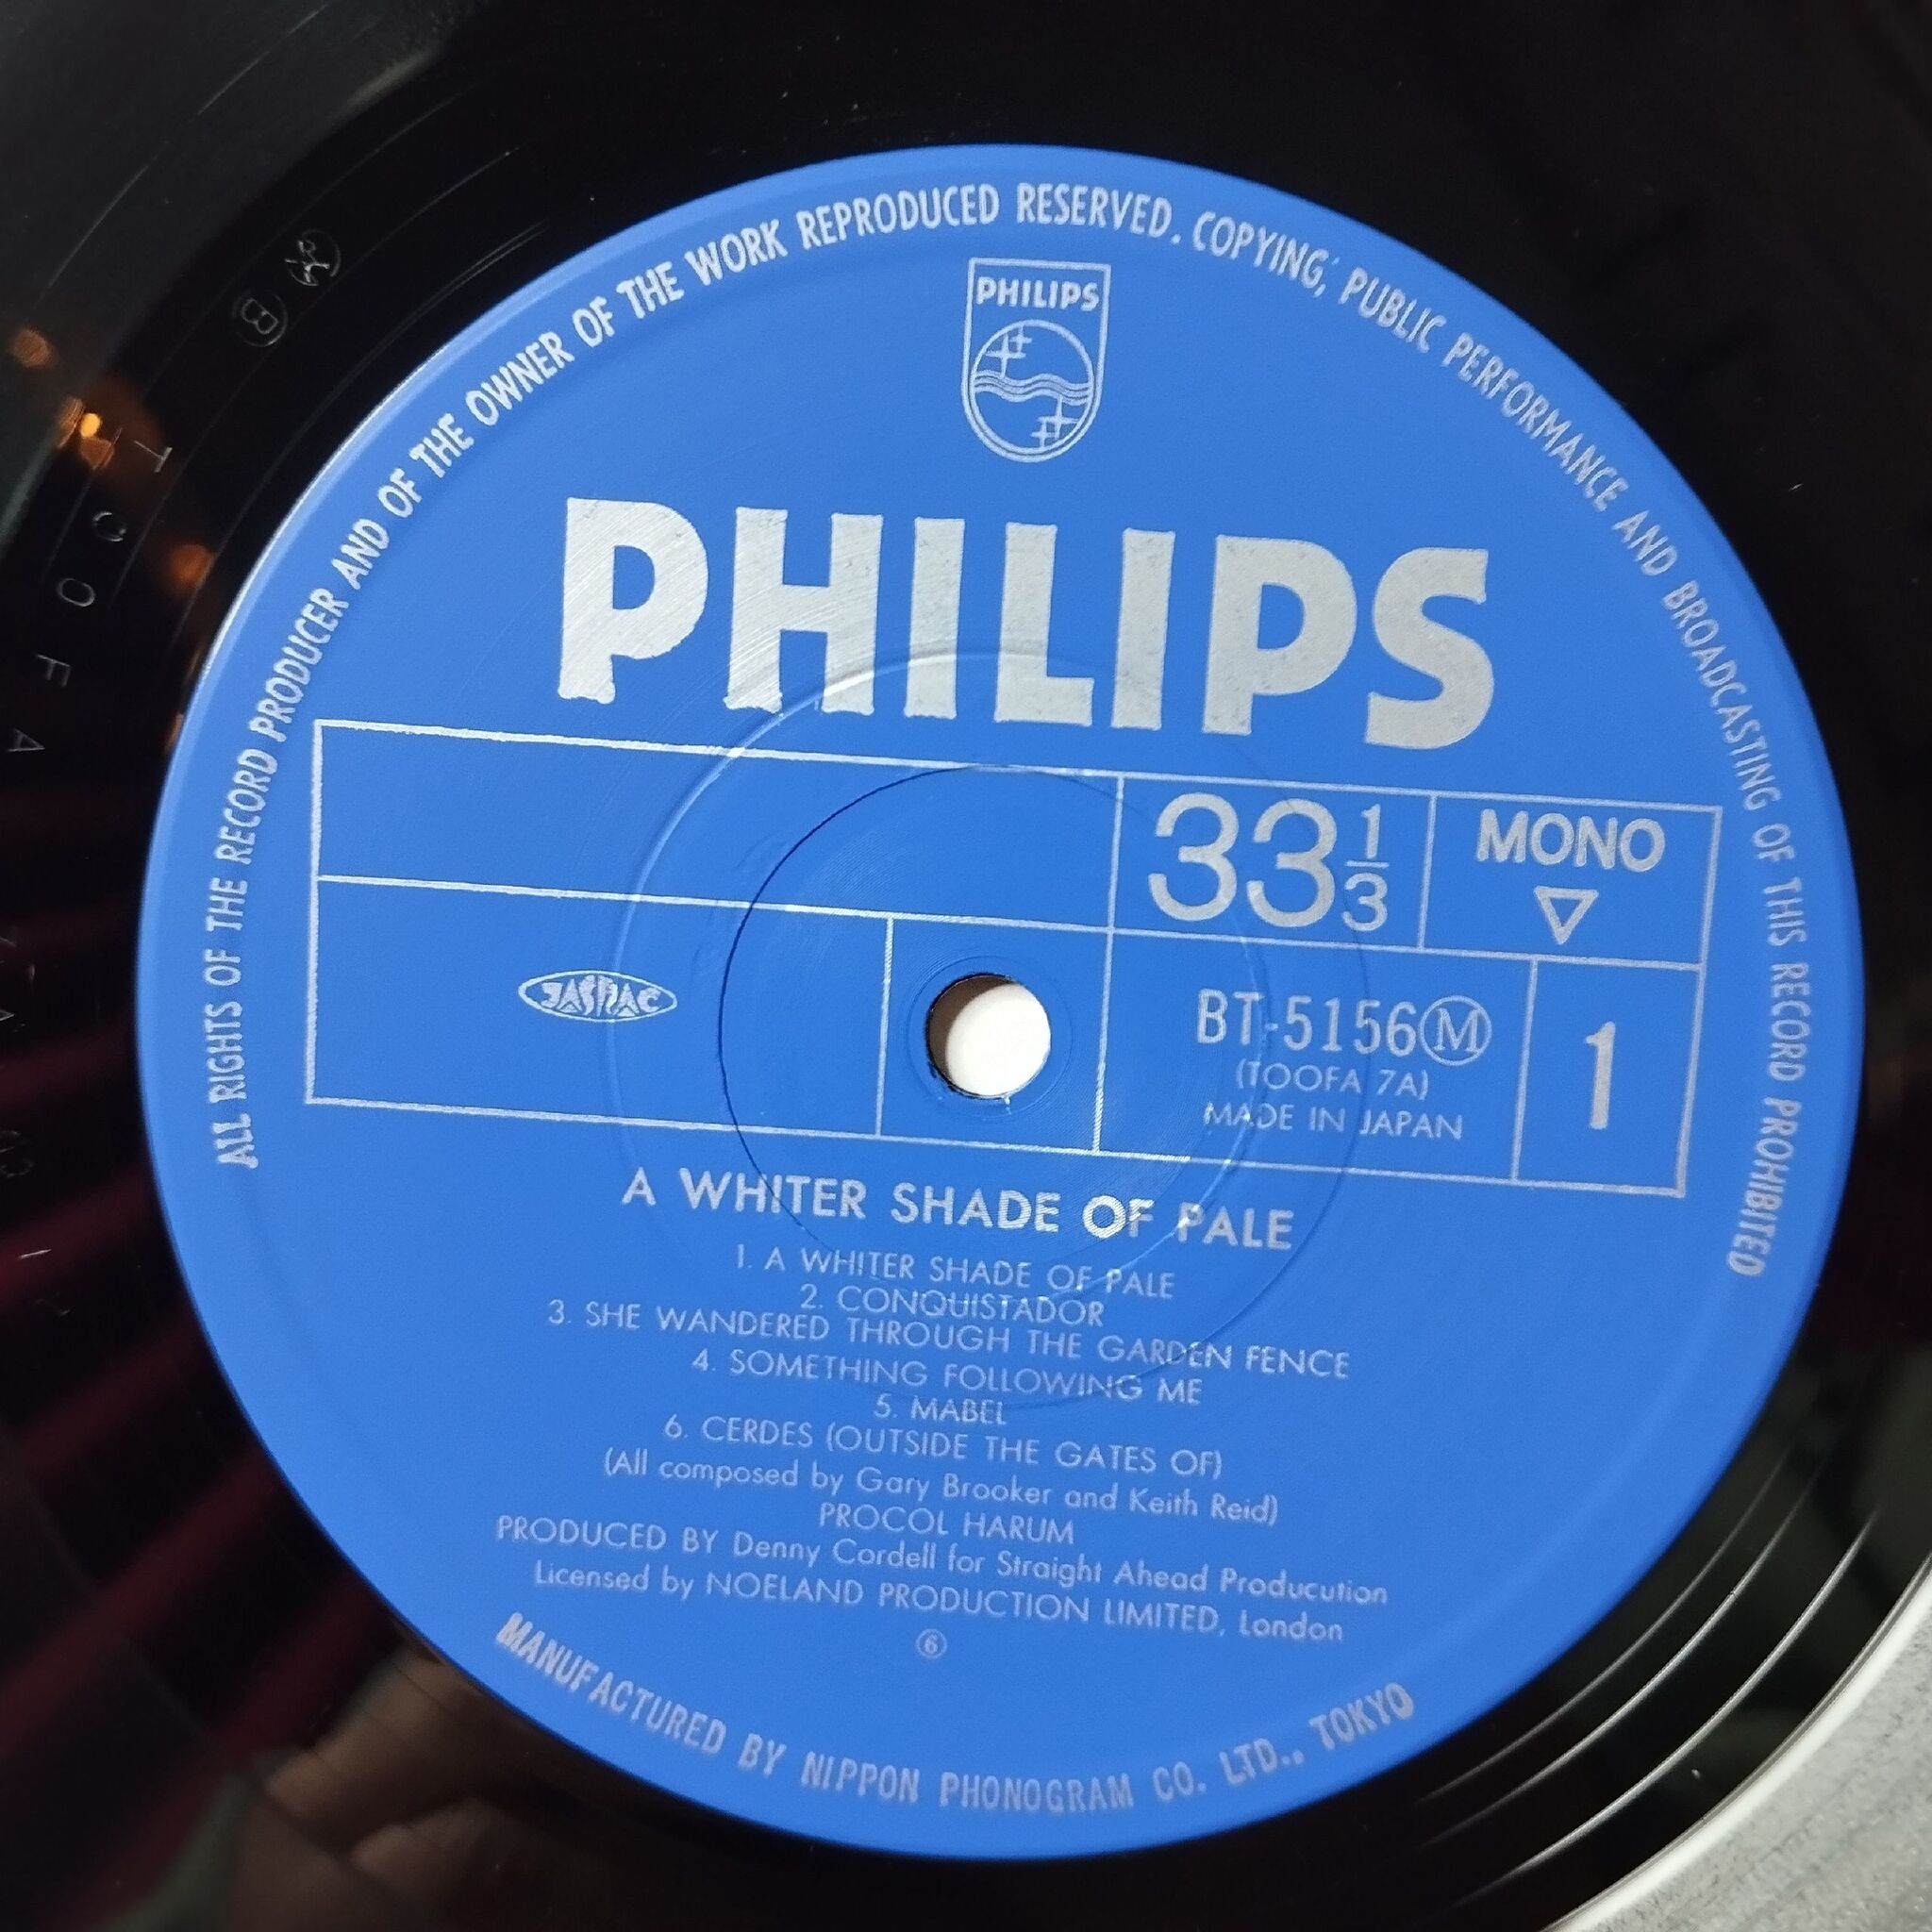 ALL RIGHTS OF THE RECORD PRODUCER AND OF THE OWNER OF THE WORK REPRODUCED RESERVED. COPYING, PUBLIC PERFORMANCE AND BROADCASTING OF THIS RECORD PROHIBITED
PHILIPS
PHILIPS
33 1/3
MONO
▽
JASRAC
BT-5156Ⓜ
(TOOFA 7A)
MADE IN JAPAN
1
A WHITER SHADE OF PALE
1. A WHITER SHADE OF PALE
2. CONQUISTADOR
3. SHE WANDERED THROUGH THE GARDEN FENCE
4. SOMETHING FOLLOWING ME
5. MABEL
6. CERDES (OUTSIDE THE GATES OF)
(All composed by Gary Brooker and Keith Reid)
PROCOL HARUM
PRODUCED BY Denny Cordell for Straight Ahead Producution
Licensed by NOELAND PRODUCTION LIMITED, London
⑥
MANUFACTURED BY NIPPON PHONOGRAM CO. LTD., TOKYO
B
TOOFA